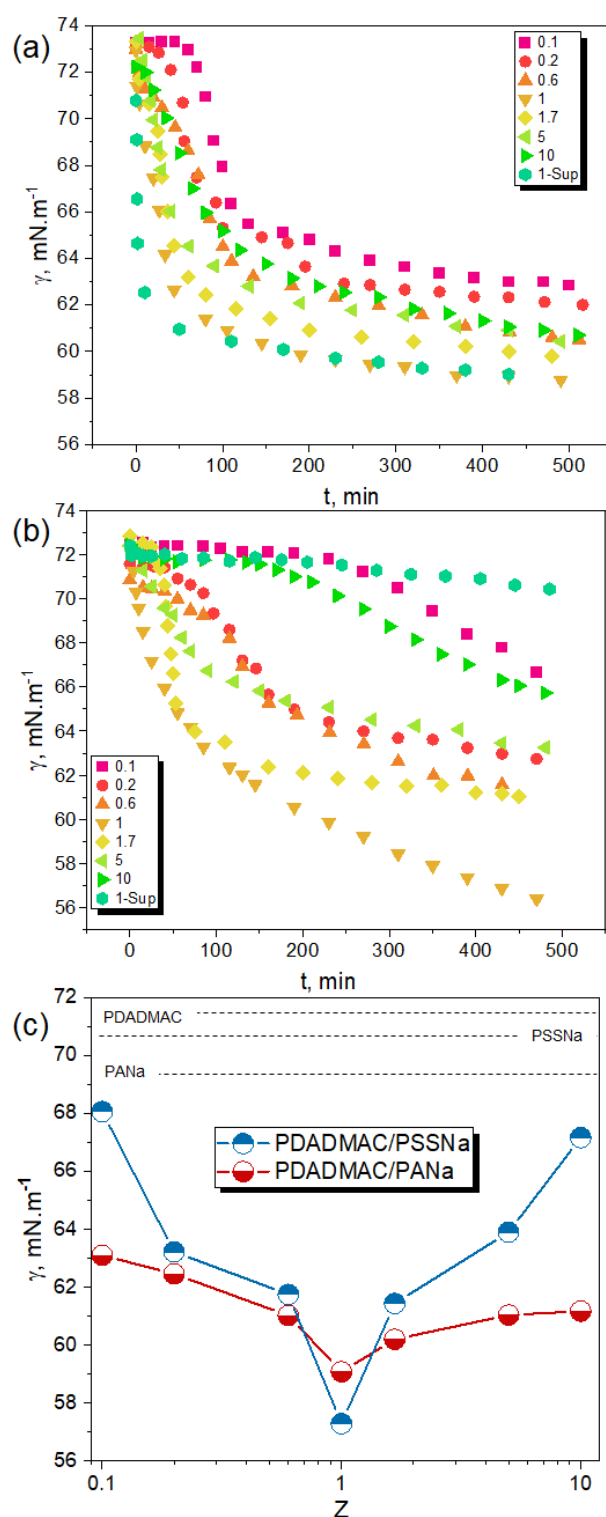 (a)
74
72
70
68
66
64
62
60
58
56
γ, mN.m⁻¹
0.1
0.2
0.6
1
1.7
5
10
1-Sup
0 100 200 300 400 500
t, min
(b)
74
72
70
68
66
64
62
60
58
56
γ, mN.m⁻¹
0.1
0.2
0.6
1
1.7
5
10
1-Sup
0 100 200 300 400 500
t, min
(c)
72
70
68
66
64
62
60
58
56
γ, mN.m⁻¹
PDADMAC
PSSNa
PANa
PDADMAC/PSSNa
PDADMAC/PANa
0.1 1 10
Z